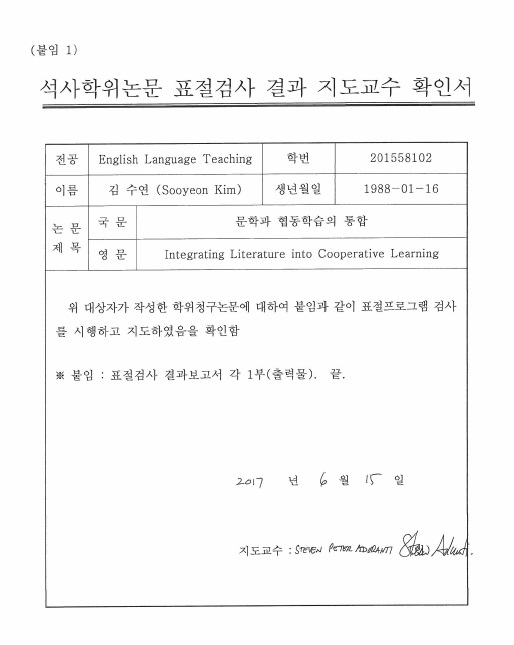 (붙임 1)
석사학위논문 표절검사 결과 지도교수 확인서
전공 English Language Teaching 학번 201558102
이름 김 수연 (Sooyeon Kim) 생년월일 1988-01-16
논 문 제 목 국 문 문학과 협동학습의 통합
영 문 Integrating Literature into Cooperative Learning
위 대상자가 작성한 학위청구논문에 대하여 붙임과 같이 표절프로그램 검사
를 시행하고 지도하였음을 확인함
※ 붙임 : 표절검사 결과보고서 각 1부(출력물). 끝.
2017 년 6 월 15 일
지도교수 : STEVEN PETER ADDRANTI